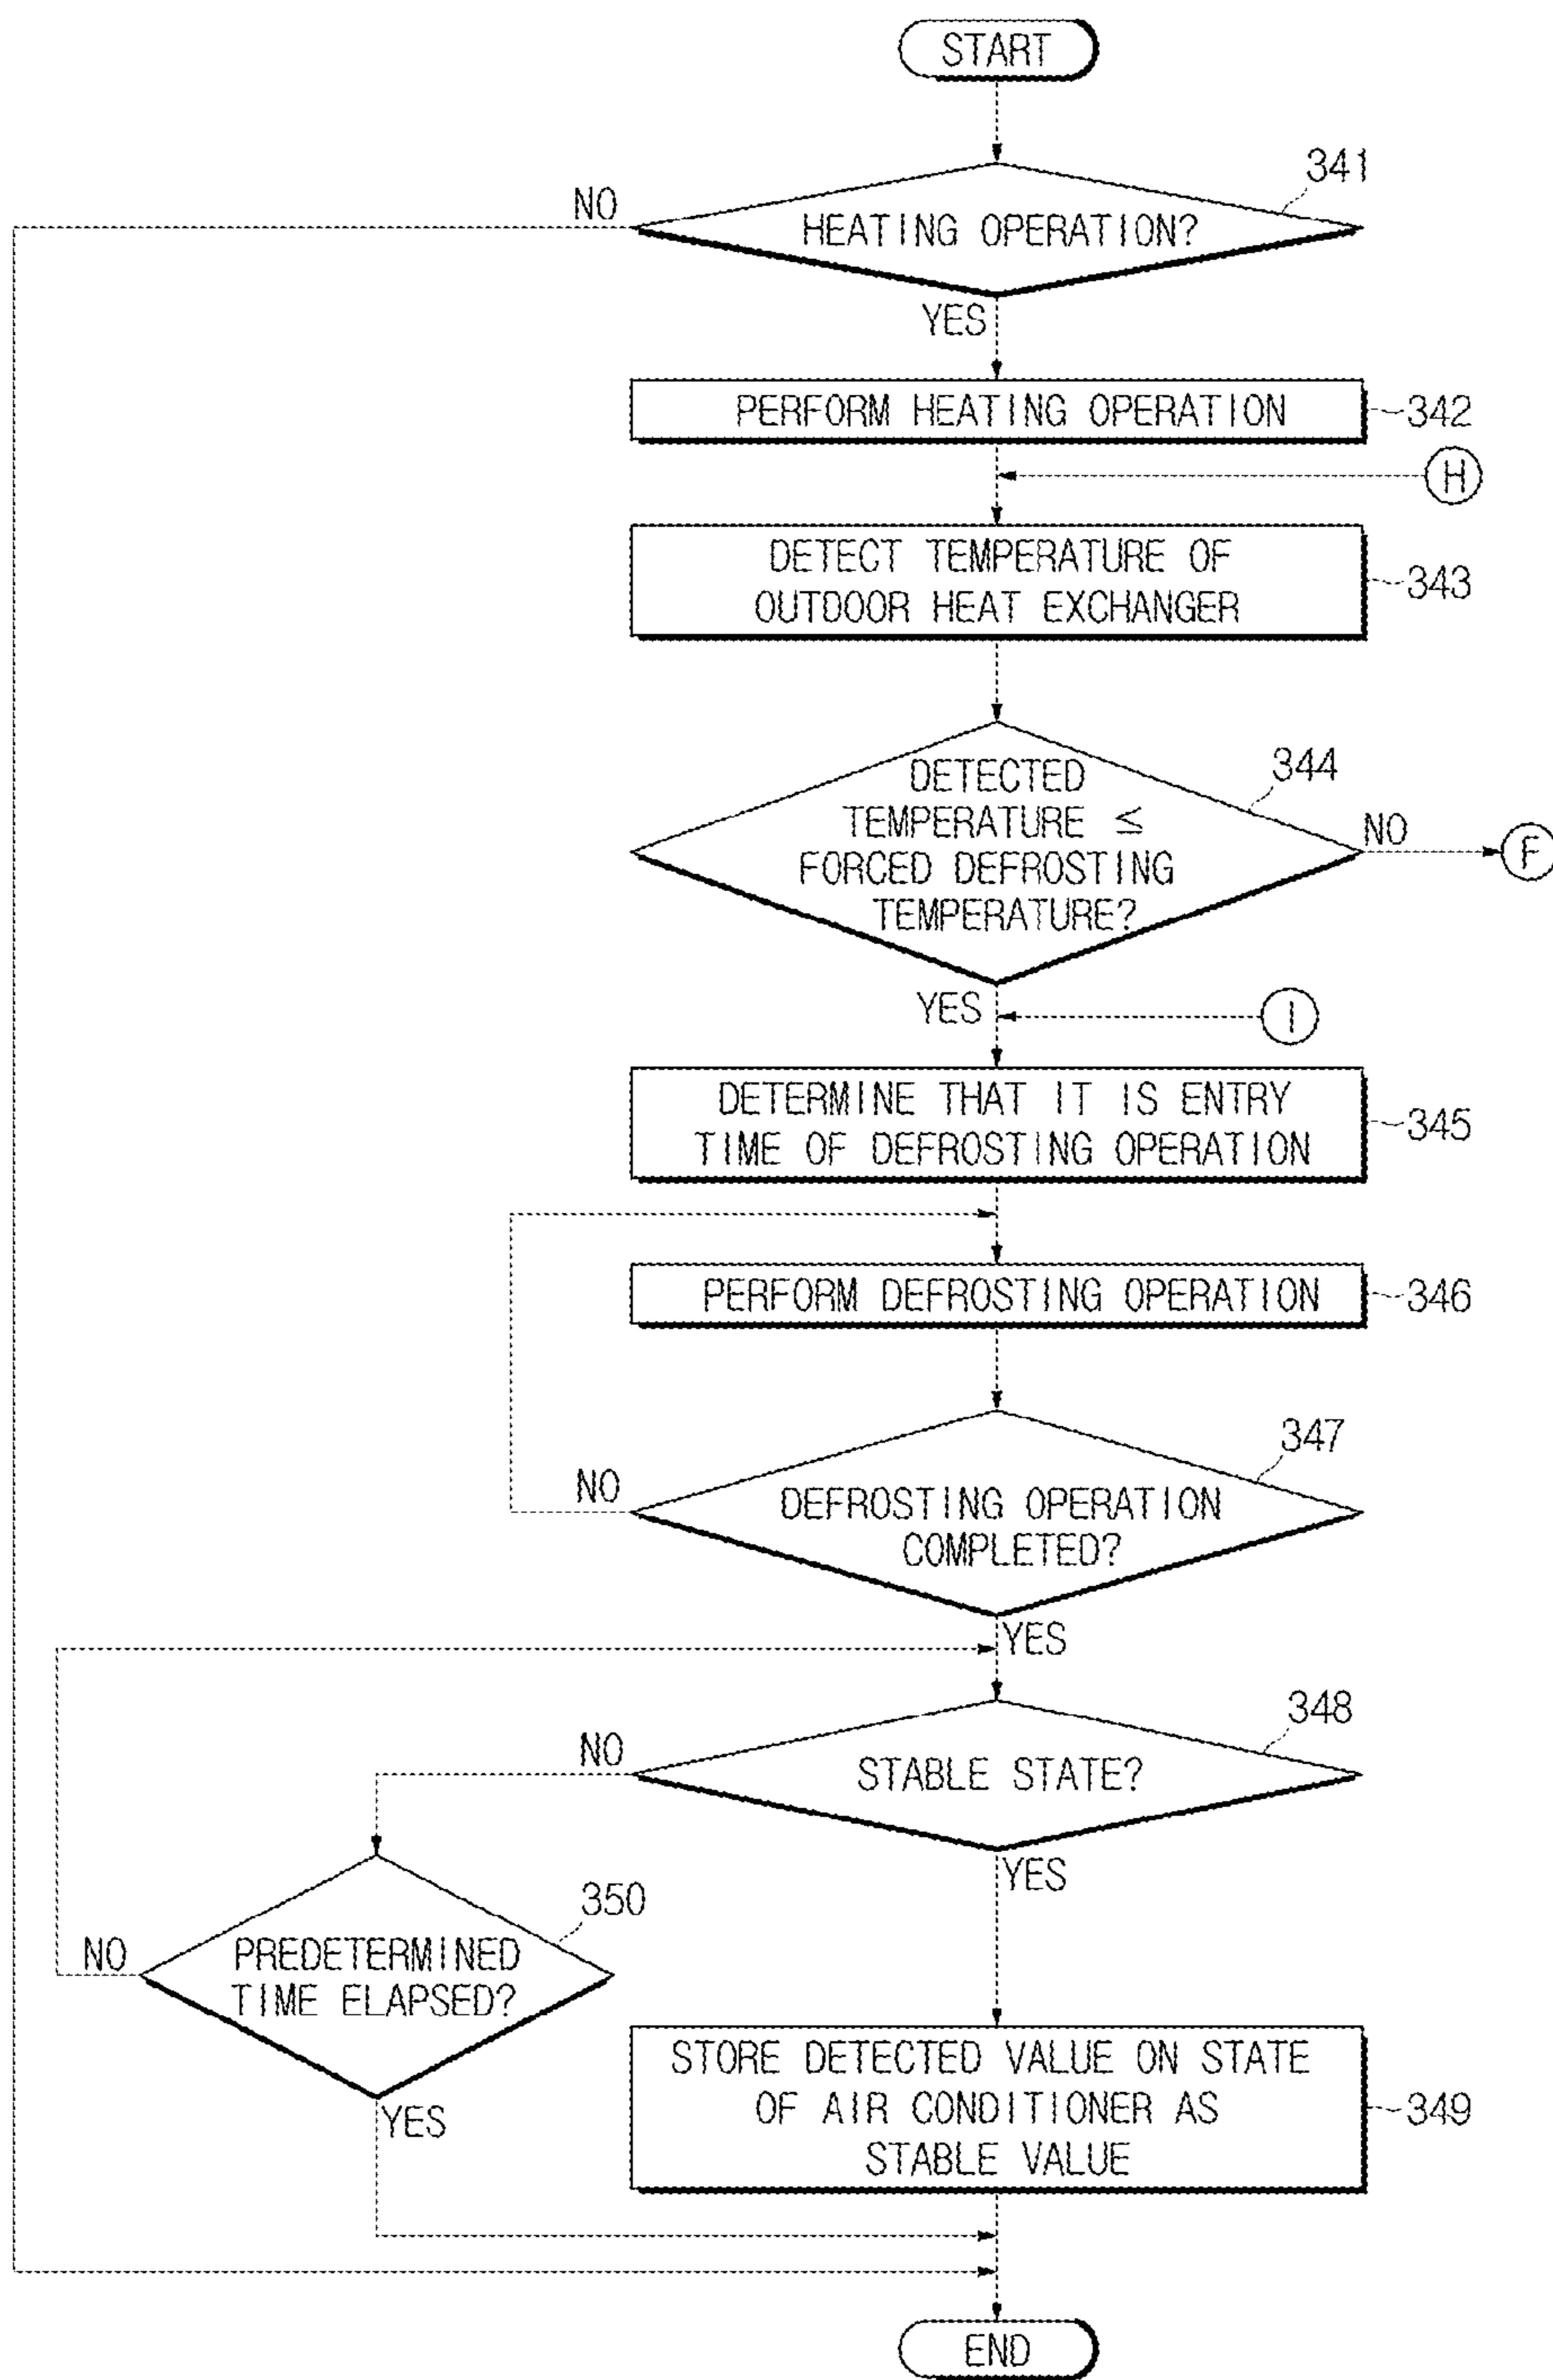 START
341
NO
HEATING OPERATION?
YES
PERFORM HEATING OPERATION
342
H
DETECT TEMPERATURE OF
OUTDOOR HEAT EXCHANGER
343
344
DETECTED
TEMPERATURE ≤
FORCED DEFROSTING
TEMPERATURE?
NO
F
YES
I
DETERMINE THAT IT IS ENTRY
TIME OF DEFROSTING OPERATION
345
PERFORM DEFROSTING OPERATION
346
347
NO
DEFROSTING OPERATION
COMPLETED?
YES
348
NO
STABLE STATE?
YES
350
NO
PREDETERMINED
TIME ELAPSED?
YES
STORE DETECTED VALUE ON STATE
OF AIR CONDITIONER AS
STABLE VALUE
349
END